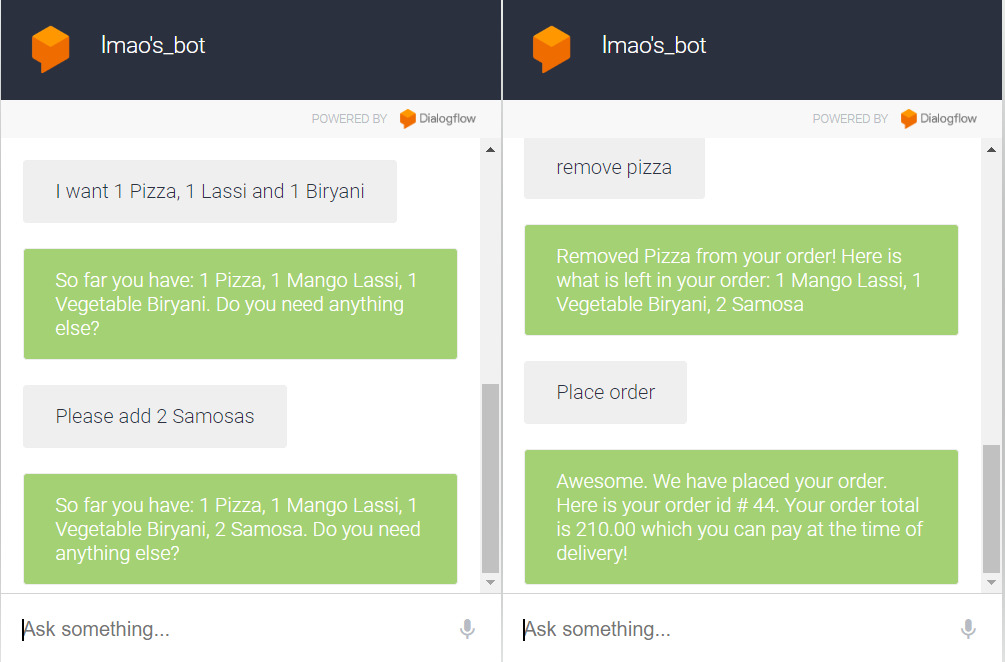 lmao's_bot
POWERED BY Dialogflow
I want 1 Pizza, 1 Lassi and 1 Biryani
So far you have: 1 Pizza, 1 Mango Lassi, 1
Vegetable Biryani. Do you need anything
else?
Please add 2 Samosas
So far you have: 1 Pizza, 1 Mango Lassi, 1
Vegetable Biryani, 2 Samosa. Do you need
anything else?
Ask something...
lmao's_bot
POWERED BY Dialogflow
remove pizza
Removed Pizza from your order! Here is
what is left in your order: 1 Mango Lassi, 1
Vegetable Biryani, 2 Samosa
Place order
Awesome. We have placed your order.
Here is your order id # 44. Your order total
is 210.00 which you can pay at the time of
delivery!
Ask something...